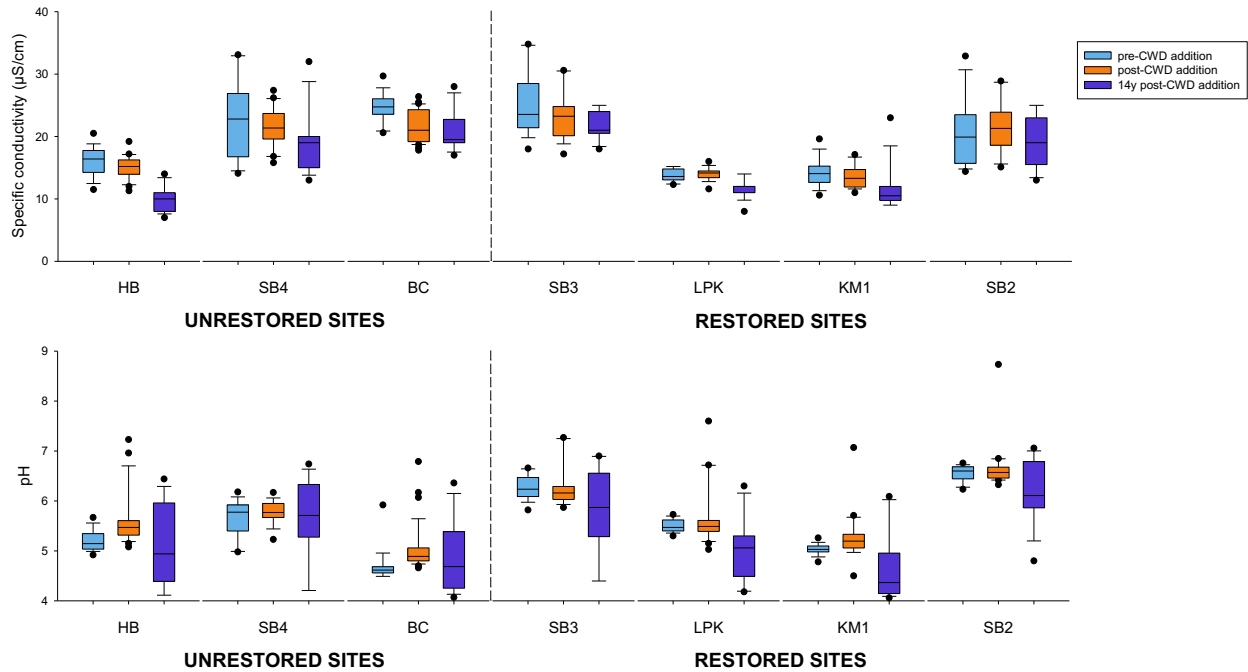 40
30
20
10
0
Specific conductivity (µS/cm)
pre-CWD addition
post-CWD addition
14y post-CWD addition
HB SB4 BC SB3 LPK KM1 SB2
UNRESTORED SITES RESTORED SITES
9
8
7
6
5
4
pH
HB SB4 BC SB3 LPK KM1 SB2
UNRESTORED SITES RESTORED SITES